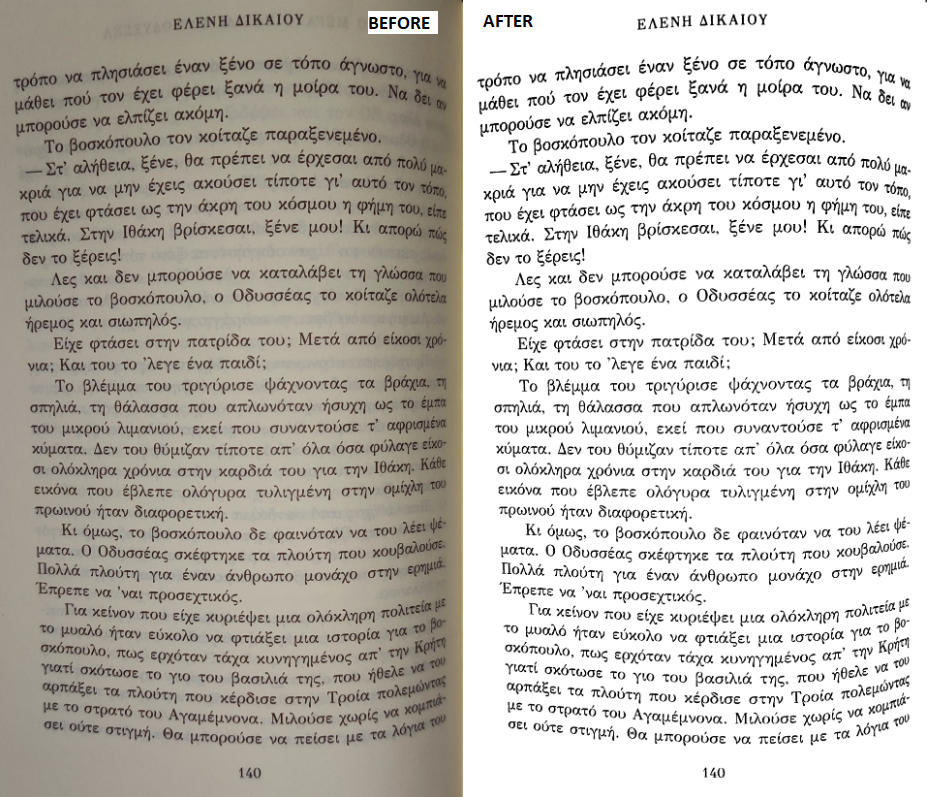 BEFORE
ΕΛΕΝΗ ΔΙΚΑΙΟΥ
τρόπο να πλησιάσει έναν ξένο σε τόπο άγνωστο, για να
μάθει πού τον έχει φέρει ξανά η μοίρα του. Να δει αν
μπορούσε να ελπίζει ακόμη.
Το βοσκόπουλο τον κοίταζε παραξενεμένο.
— Στ' αλήθεια, ξένε, θα πρέπει να έρχεσαι από πολύ μα-
κριά για να μην έχεις ακούσει τίποτε γι' αυτό τον τόπο,
που έχει φτάσει ως την άκρη του κόσμου η φήμη του, είπε
τελικά. Στην Ιθάκη βρίσκεσαι, ξένε μου! Κι απορώ πώς
δεν το ξέρεις!
Λες και δεν μπορούσε να καταλάβει τη γλώσσα που
μιλούσε το βοσκόπουλο, ο Οδυσσέας το κοίταζε ολότελα
ήρεμος και σιωπηλός.
Είχε φτάσει στην πατρίδα του; Μετά από είκοσι χρό-
νια; Και του το 'λεγε ένα παιδί;
Το βλέμμα του τριγύρισε ψάχνοντας τα βράχια, τη
σπηλιά, τη θάλασσα που απλωνόταν ήσυχη ως το έμπα
του μικρού λιμανιού, εκεί που συναντούσε τ' αφρισμένα
κύματα. Δεν του θύμιζαν τίποτε απ' όλα όσα φύλαγε είκο-
σι ολόκληρα χρόνια στην καρδιά του για την Ιθάκη. Κάθε
εικόνα που έβλεπε ολόγυρα τυλιγμένη στην ομίχλη του
πρωινού ήταν διαφορετική.
Κι όμως, το βοσκόπουλο δε φαινόταν να του λέει ψέ-
ματα. Ο Οδυσσέας σκέφτηκε τα πλούτη που κουβαλούσε.
Πολλά πλούτη για έναν άνθρωπο μονάχο στην ερημιά.
Έπρεπε να 'ναι προσεχτικός.
Για κείνον που είχε κυριέψει μια ολόκληρη πολιτεία με
το μυαλό ήταν εύκολο να φτιάξει μια ιστορία για το βο-
σκόπουλο, πως ερχόταν τάχα κυνηγημένος απ' την Κρήτη
γιατί σκότωσε το γιο του βασιλιά της, που ήθελε να του
αρπάξει τα πλούτη που κέρδισε στην Τροία πολεμώντας
με το στρατό του Αγαμέμνονα. Μιλούσε χωρίς να κομπιά-
σει ούτε στιγμή. Θα μπορούσε να πείσει με τα λόγια του
140
AFTER
ΕΛΕΝΗ ΔΙΚΑΙΟΥ
τρόπο να πλησιάσει έναν ξένο σε τόπο άγνωστο, για να
μάθει πού τον έχει φέρει ξανά η μοίρα του. Να δει αν
μπορούσε να ελπίζει ακόμη.
Το βοσκόπουλο τον κοίταζε παραξενεμένο.
— Στ' αλήθεια, ξένε, θα πρέπει να έρχεσαι από πολύ μα-
κριά για να μην έχεις ακούσει τίποτε γι' αυτό τον τόπο,
που έχει φτάσει ως την άκρη του κόσμου η φήμη του, είπε
τελικά. Στην Ιθάκη βρίσκεσαι, ξένε μου! Κι απορώ πώς
δεν το ξέρεις!
Λες και δεν μπορούσε να καταλάβει τη γλώσσα που
μιλούσε το βοσκόπουλο, ο Οδυσσέας το κοίταζε ολότελα
ήρεμος και σιωπηλός.
Είχε φτάσει στην πατρίδα του; Μετά από είκοσι χρό-
νια; Και του το 'λεγε ένα παιδί;
Το βλέμμα του τριγύρισε ψάχνοντας τα βράχια, τη
σπηλιά, τη θάλασσα που απλωνόταν ήσυχη ως το έμπα
του μικρού λιμανιού, εκεί που συναντούσε τ' αφρισμένα
κύματα. Δεν του θύμιζαν τίποτε απ' όλα όσα φύλαγε είκο-
σι ολόκληρα χρόνια στην καρδιά του για την Ιθάκη. Κάθε
εικόνα που έβλεπε ολόγυρα τυλιγμένη στην ομίχλη του
πρωινού ήταν διαφορετική.
Κι όμως, το βοσκόπουλο δε φαινόταν να του λέει ψέ-
ματα. Ο Οδυσσέας σκέφτηκε τα πλούτη που κουβαλούσε.
Πολλά πλούτη για έναν άνθρωπο μονάχο στην ερημιά.
Έπρεπε να 'ναι προσεχτικός.
Για κείνον που είχε κυριέψει μια ολόκληρη πολιτεία με
το μυαλό ήταν εύκολο να φτιάξει μια ιστορία για το βο-
σκόπουλο, πως ερχόταν τάχα κυνηγημένος απ' την Κρήτη
γιατί σκότωσε το γιο του βασιλιά της, που ήθελε να του
αρπάξει τα πλούτη που κέρδισε στην Τροία πολεμώντας
με το στρατό του Αγαμέμνονα. Μιλούσε χωρίς να κομπιά-
σει ούτε στιγμή. Θα μπορούσε να πείσει με τα λόγια του
140